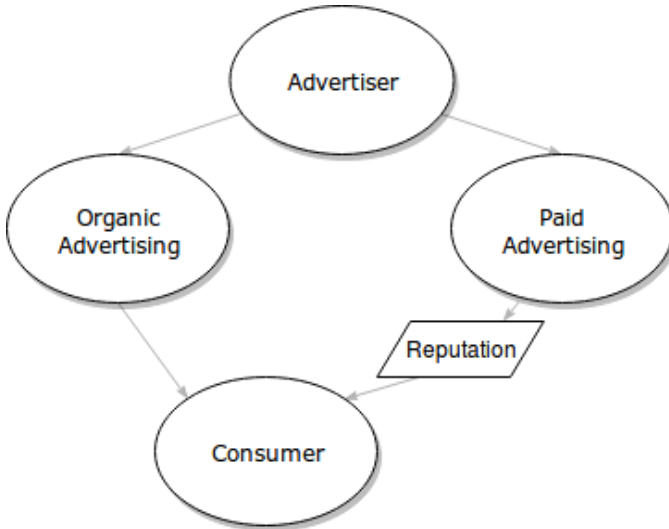 Advertiser
Organic
Advertising
Paid
Advertising
Reputation
Consumer